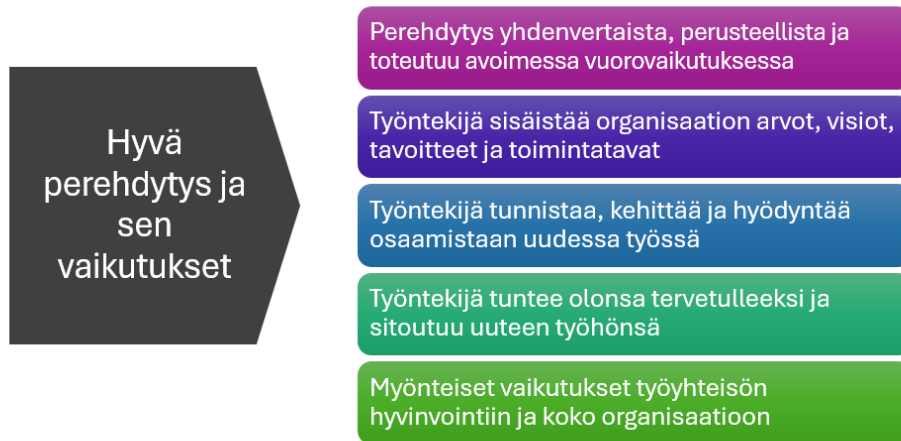 Hyvä
perehdytys ja
sen
vaikutukset
Perehdytys yhdenvertaista, perusteellista ja
toteutuu avoimessa vuorovaikutuksessa
Työntekijä sisäistää organisaation arvot, visiot,
tavoitteet ja toimintatavat
Työntekijä tunnistaa, kehittää ja hyödyntää
osaamistaan uudessa työssä
Työntekijä tuntee olonsa tervetulleeksi ja
sitoutuu uuteen työhönsä
Myönteiset vaikutukset työyhteisön
hyvinvointiin ja koko organisaatioon